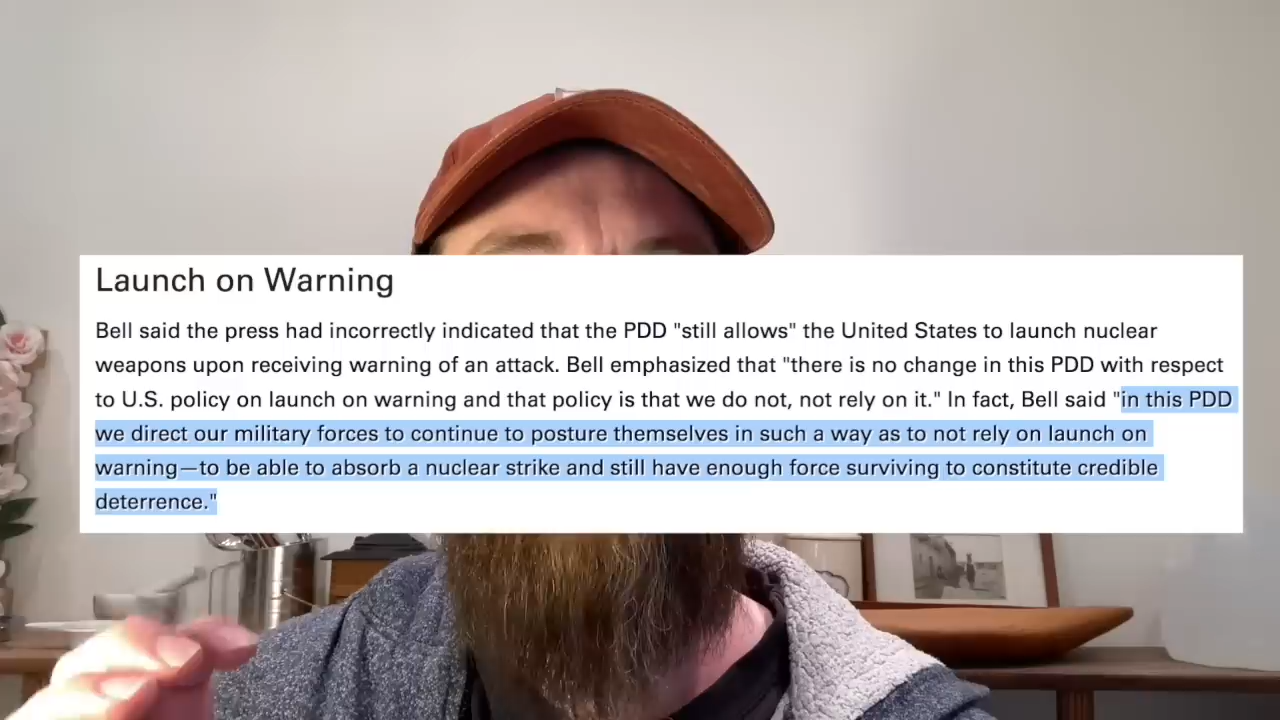 Launch on Warning
Bell said the press had incorrectly indicated that the PDD "still allows" the United States to launch nuclear
weapons upon receiving warning of an attack. Bell emphasized that "there is no change in this PDD with respect
to U.S. policy on launch on warning and that policy is that we do not, not rely on it." In fact, Bell said "in this PDD
we direct our military forces to continue to posture themselves in such a way as to not rely on launch on
warning—to be able to absorb a nuclear strike and still have enough force surviving to constitute credible
deterrence."